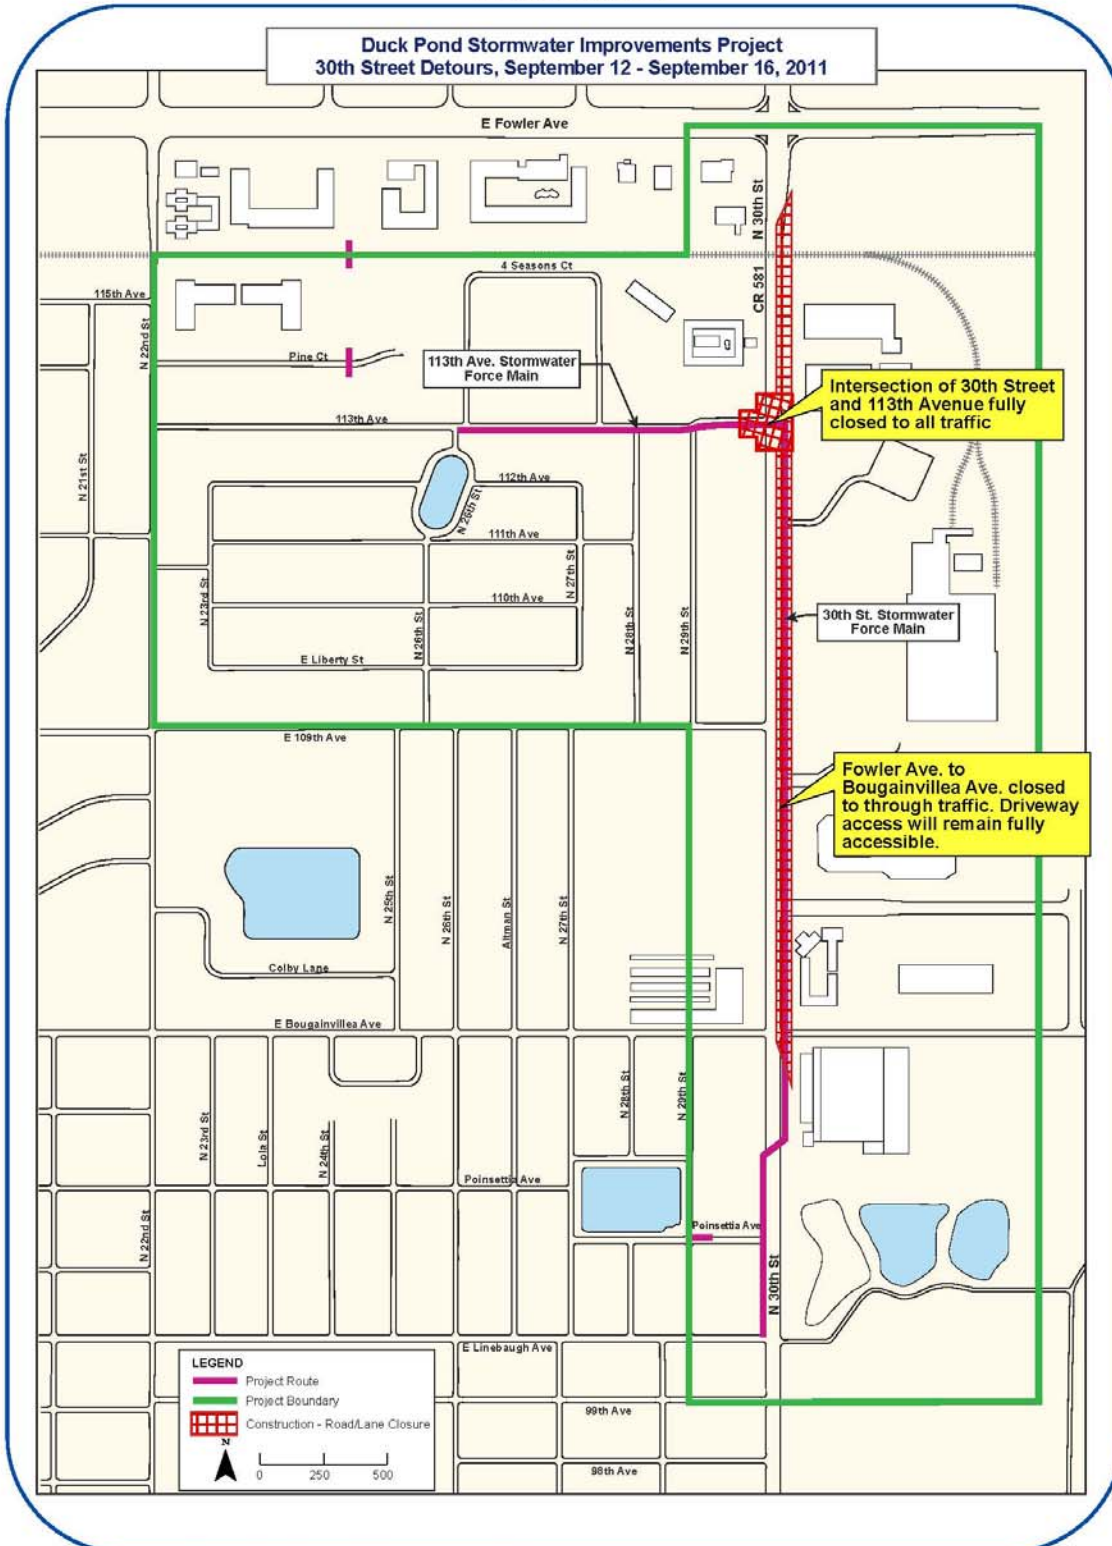 Duck Pond Stormwater Improvements Project
30th Street Detours, September 12 - September 16, 2011
E Fowler Ave
N 30th St
CR 581
4 Seasons Ct
115th Ave
N 22nd St
Pine Ct
113th Ave. Stormwater
Force Main
Intersection of 30th Street
and 113th Avenue fully
closed to all traffic
113th Ave
N 21st St
112th Ave
N 26th St
111th Ave
N 27th St
N 23rd St
110th Ave
N 26th St
N 28th St
N 29th St
30th St. Stormwater
Force Main
E Liberty St
E 109th Ave
Fowler Ave. to
Bougainvillea Ave. closed
to through traffic. Driveway
access will remain fully
accessible.
N 25th St
N 26th St
Altman St
N 27th St
Colby Lane
E Bougainvillea Ave
N 23rd St
Lola St
N 24th St
N 28th St
N 29th St
Poinsettia Ave
N 22nd St
Poinsettia Ave
N 30th St
E Linebaugh Ave
99th Ave
98th Ave
LEGEND
Project Route
Project Boundary
Construction - Road/Lane Closure
N
0 250 500